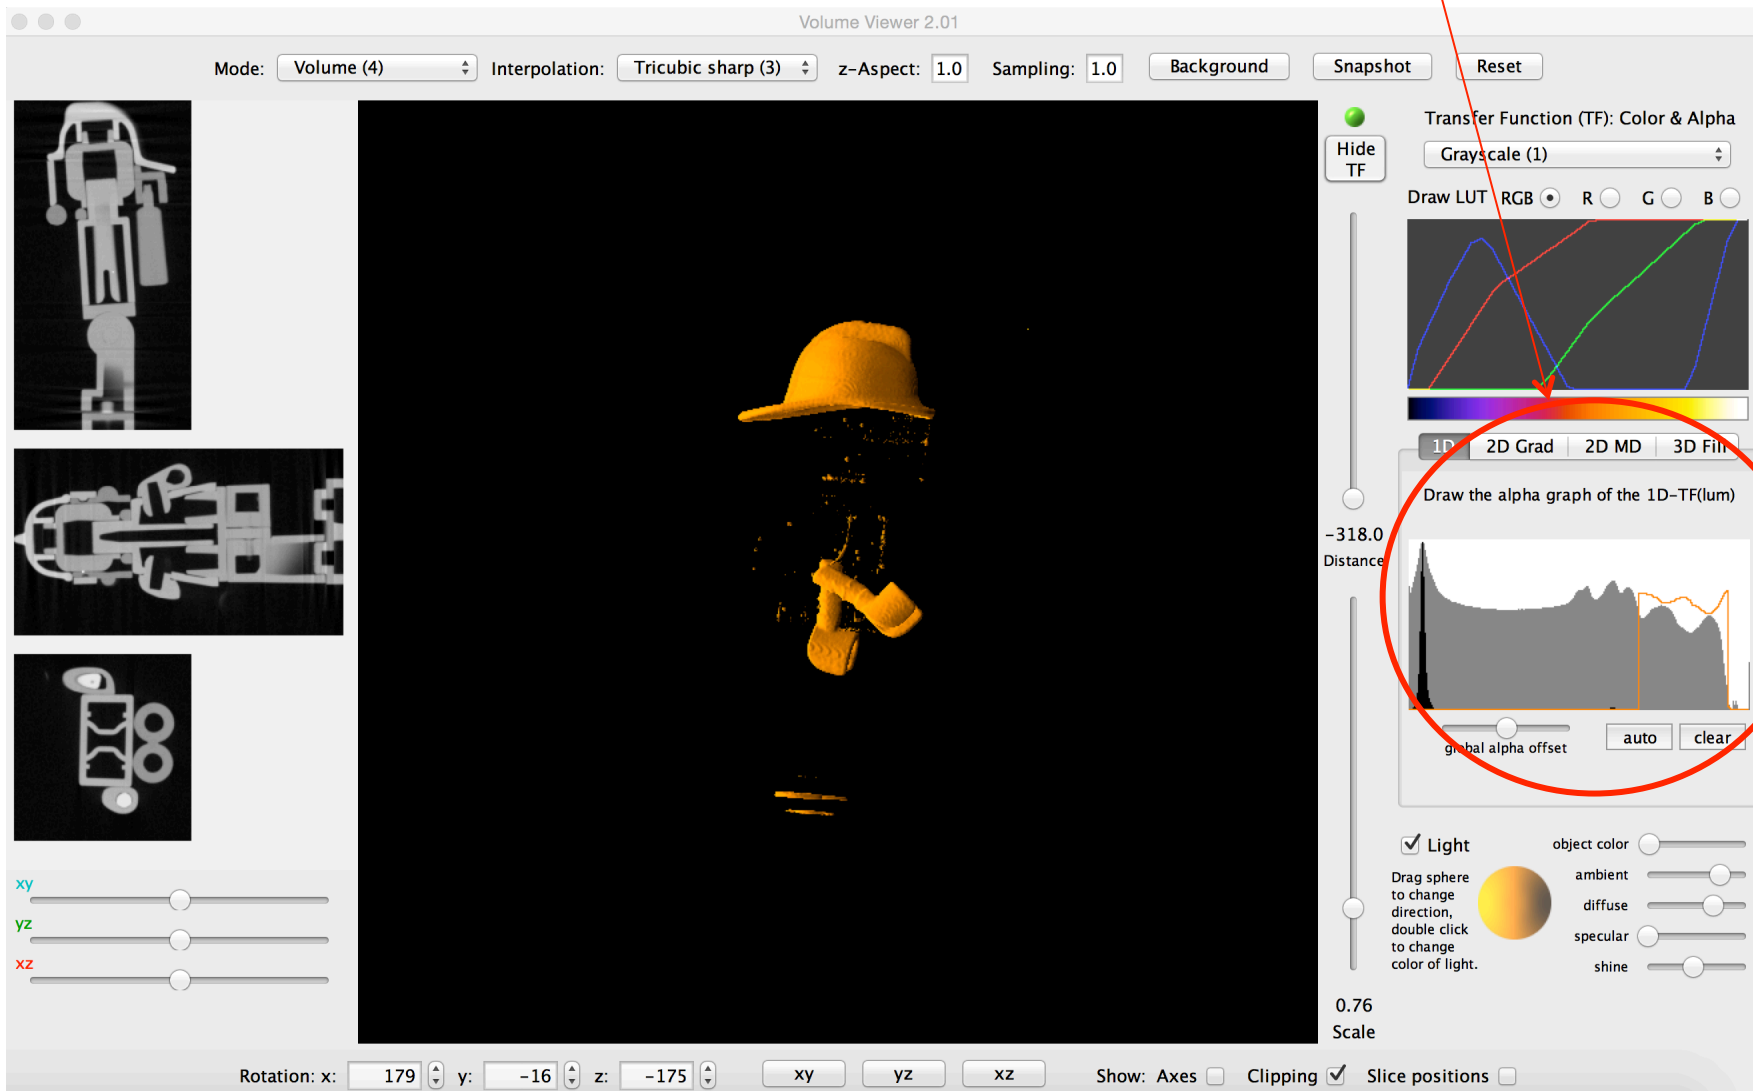 Volume Viewer 2.01
Mode: Volume (4) Interpolation: Tricubic sharp (3) z-Aspect: 1.0 Sampling: 1.0 Background Snapshot Reset
Hide
TF
Transfer Function (TF): Color & Alpha
Grayscale (1)
Draw LUT RGB R G B
1D 2D Grad 2D MD 3D Fill
Draw the alpha graph of the 1D-TF(lum)
-318.0
Distance
global alpha offset auto clear
Light
Drag sphere
to change
direction,
double click
to change
color of light.
object color
ambient
diffuse
specular
shine
xy
yz
xz
0.76
Scale
Rotation: x: 179 y: -16 z: -175 xy yz xz Show: Axes Clipping Slice positions